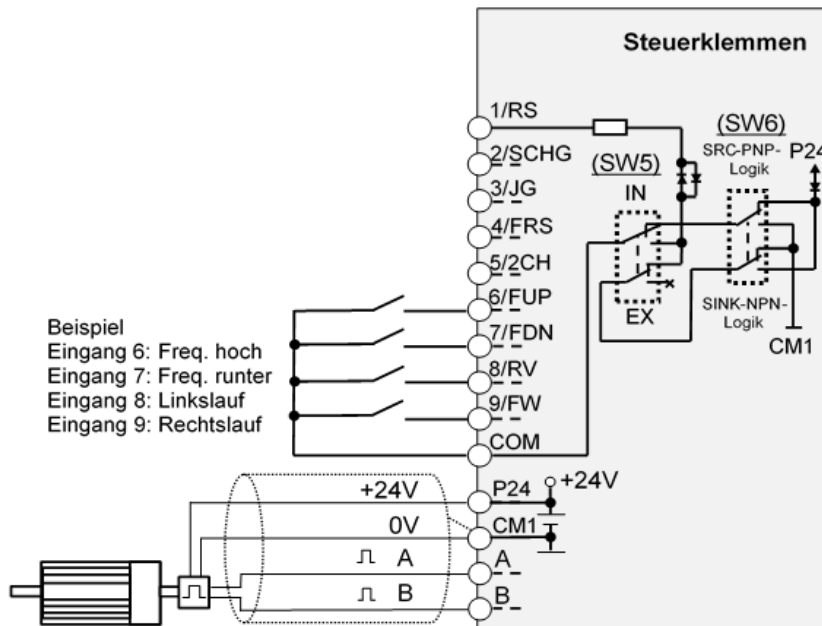 Steuerklemmen
1/RS
2/SCHG
3/JG
4/FRS
5/2CH
6/FUP
7/FDN
8/RV
9/FW
COM
P24
CM1
A
B
(SW5)
IN
EX
(SW6)
SRC-PNP-
Logik
P24
SINK-NPN-
Logik
CM1
+24V
Beispiel
Eingang 6: Freq. hoch
Eingang 7: Freq. runter
Eingang 8: Linkslauf
Eingang 9: Rechtslauf
+24V
0V
A
B